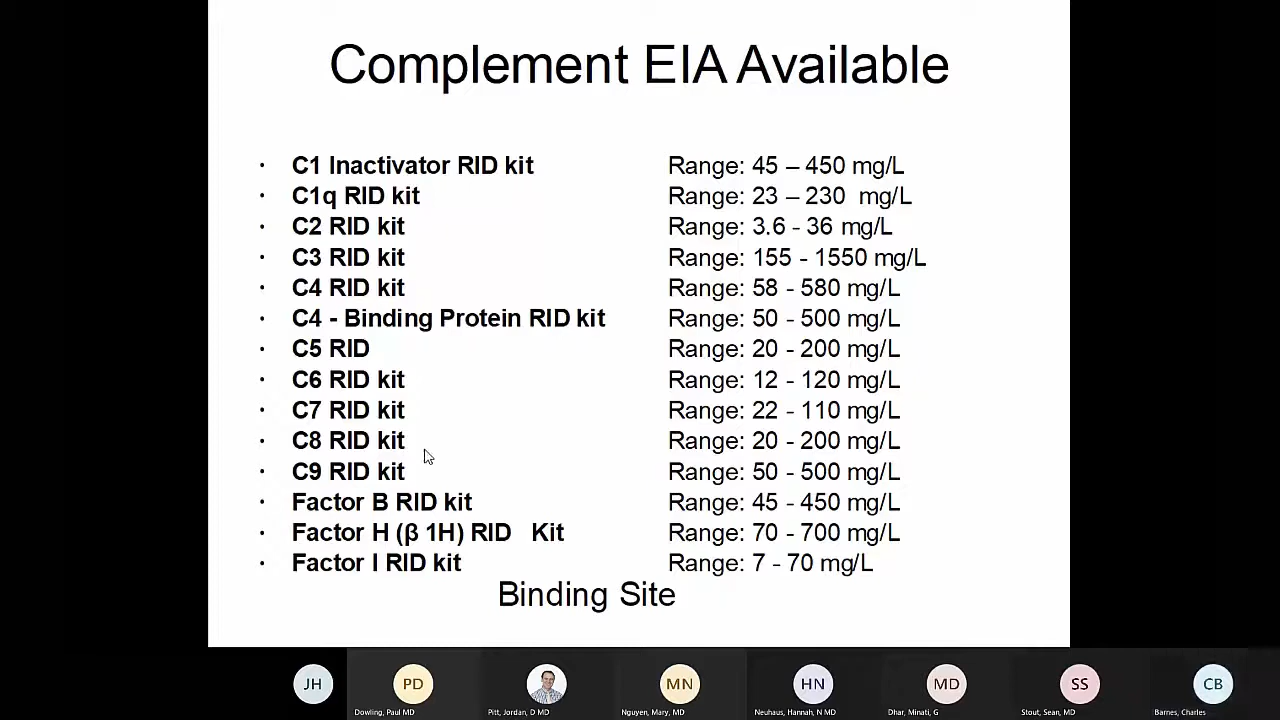 Complement EIA Available
· C1 Inactivator RID kit Range: 45 – 450 mg/L
· C1q RID kit Range: 23 – 230 mg/L
· C2 RID kit Range: 3.6 - 36 mg/L
· C3 RID kit Range: 155 - 1550 mg/L
· C4 RID kit Range: 58 - 580 mg/L
· C4 - Binding Protein RID kit Range: 50 - 500 mg/L
· C5 RID Range: 20 - 200 mg/L
· C6 RID kit Range: 12 - 120 mg/L
· C7 RID kit Range: 22 - 110 mg/L
· C8 RID kit Range: 20 - 200 mg/L
· C9 RID kit Range: 50 - 500 mg/L
· Factor B RID kit Range: 45 - 450 mg/L
· Factor H (β 1H) RID Kit Range: 70 - 700 mg/L
· Factor I RID kit Range: 7 - 70 mg/L
Binding Site
JH PD MN HN MD SS CB
Dowling, Paul MD Pitt, Jordan, D MD Nguyen, Mary, MD Neuhaus, Hannah, N MD Dhar, Minati, G Stout, Sean, MD Barnes, Charles